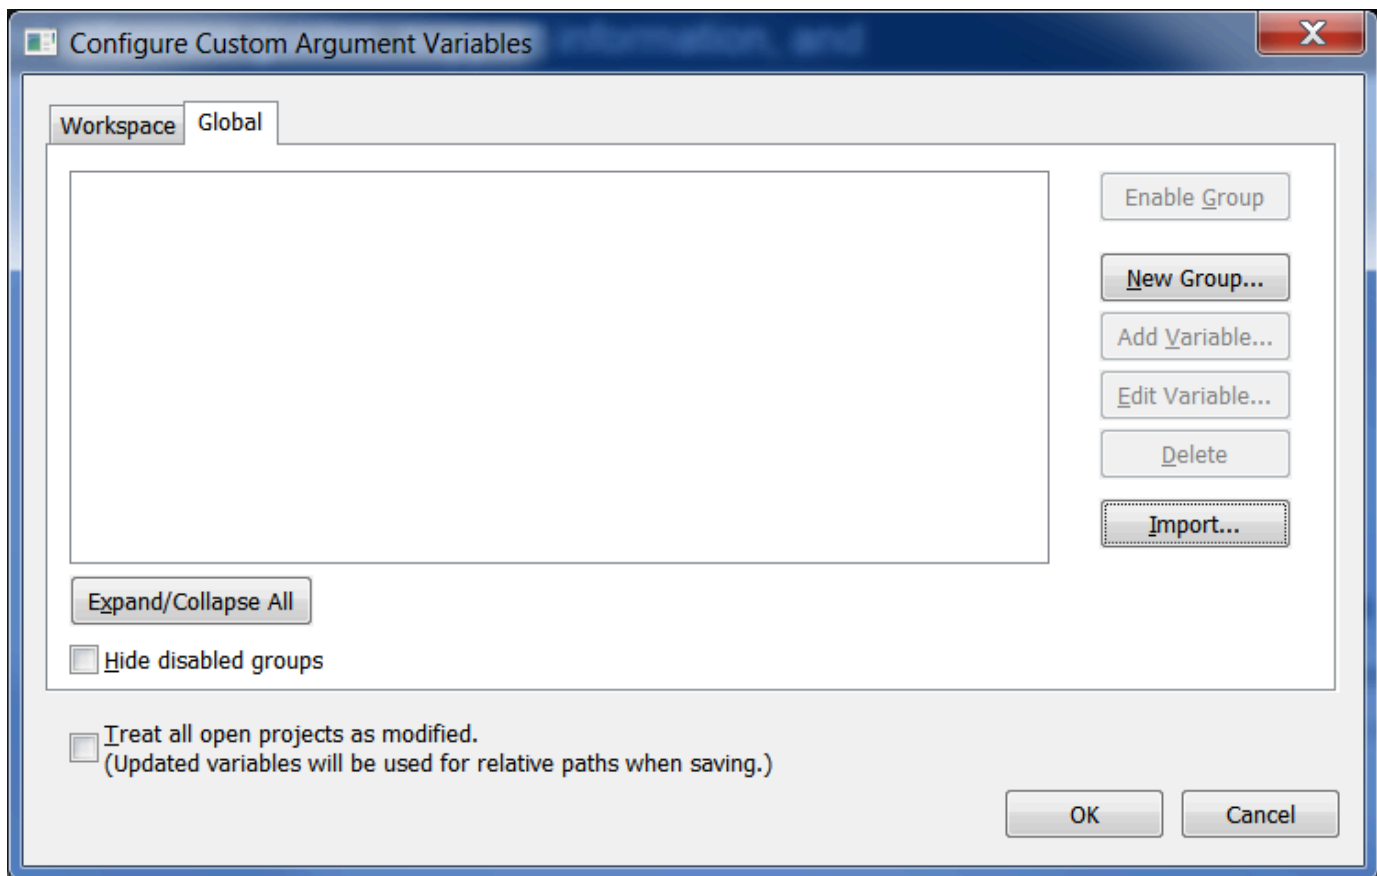 Configure Custom Argument Variables
information, and
Workspace
Global
Enable Group
New Group...
Add Variable...
Edit Variable...
Delete
Import...
Expand/Collapse All
Hide disabled groups
Treat all open projects as modified.
(Updated variables will be used for relative paths when saving.)
OK
Cancel